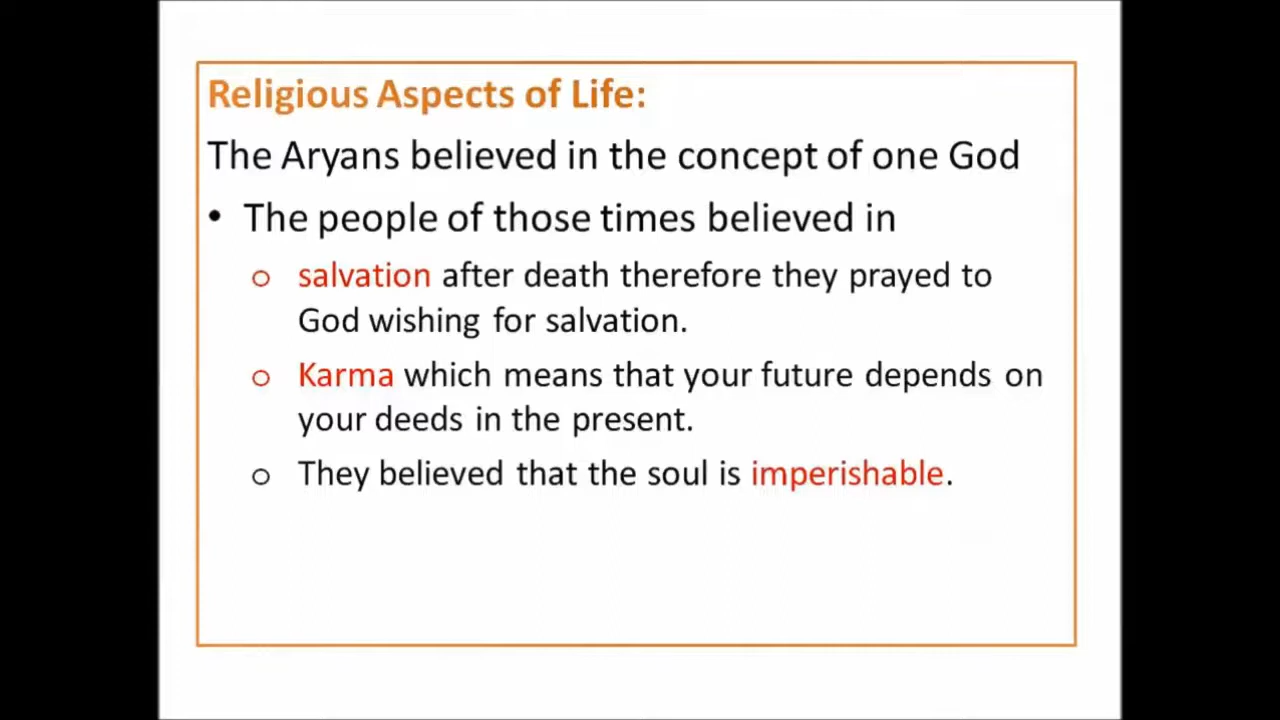 Religious Aspects of Life:
The Aryans believed in the concept of one God
• The people of those times believed in
o salvation after death therefore they prayed to
God wishing for salvation.
o Karma which means that your future depends on
your deeds in the present.
o They believed that the soul is imperishable.